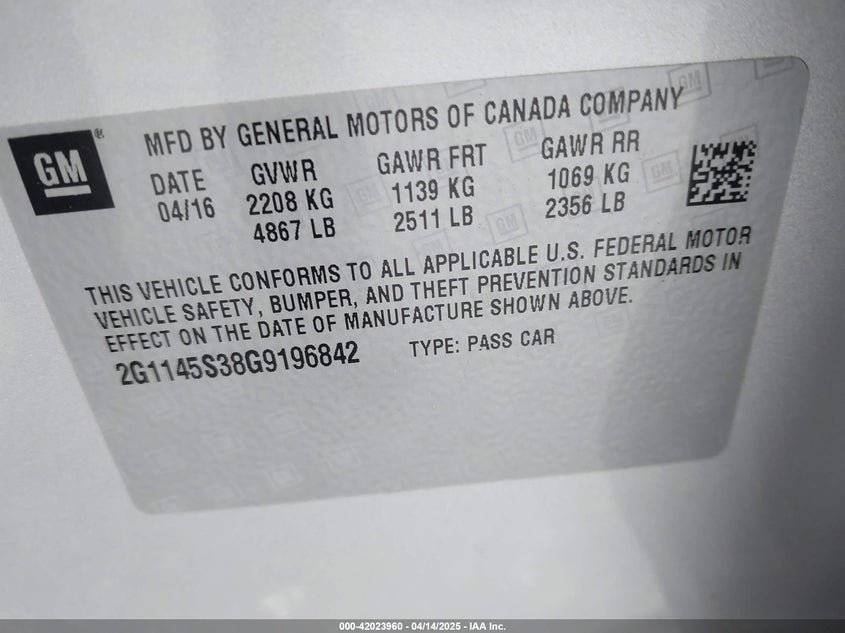 GM ®
MFD BY GENERAL MOTORS OF CANADA COMPANY
DATE GVWR GAWR FRT GAWR RR
04/16 2208 KG 1139 KG 1069 KG
4867 LB 2511 LB 2356 LB
THIS VEHICLE CONFORMS TO ALL APPLICABLE U.S. FEDERAL MOTOR
VEHICLE SAFETY, BUMPER, AND THEFT PREVENTION STANDARDS IN
EFFECT ON THE DATE OF MANUFACTURE SHOWN ABOVE.
2G1145S38G9196842 TYPE: PASS CAR
000-42023960 - 04/14/2025 - IAA Inc.